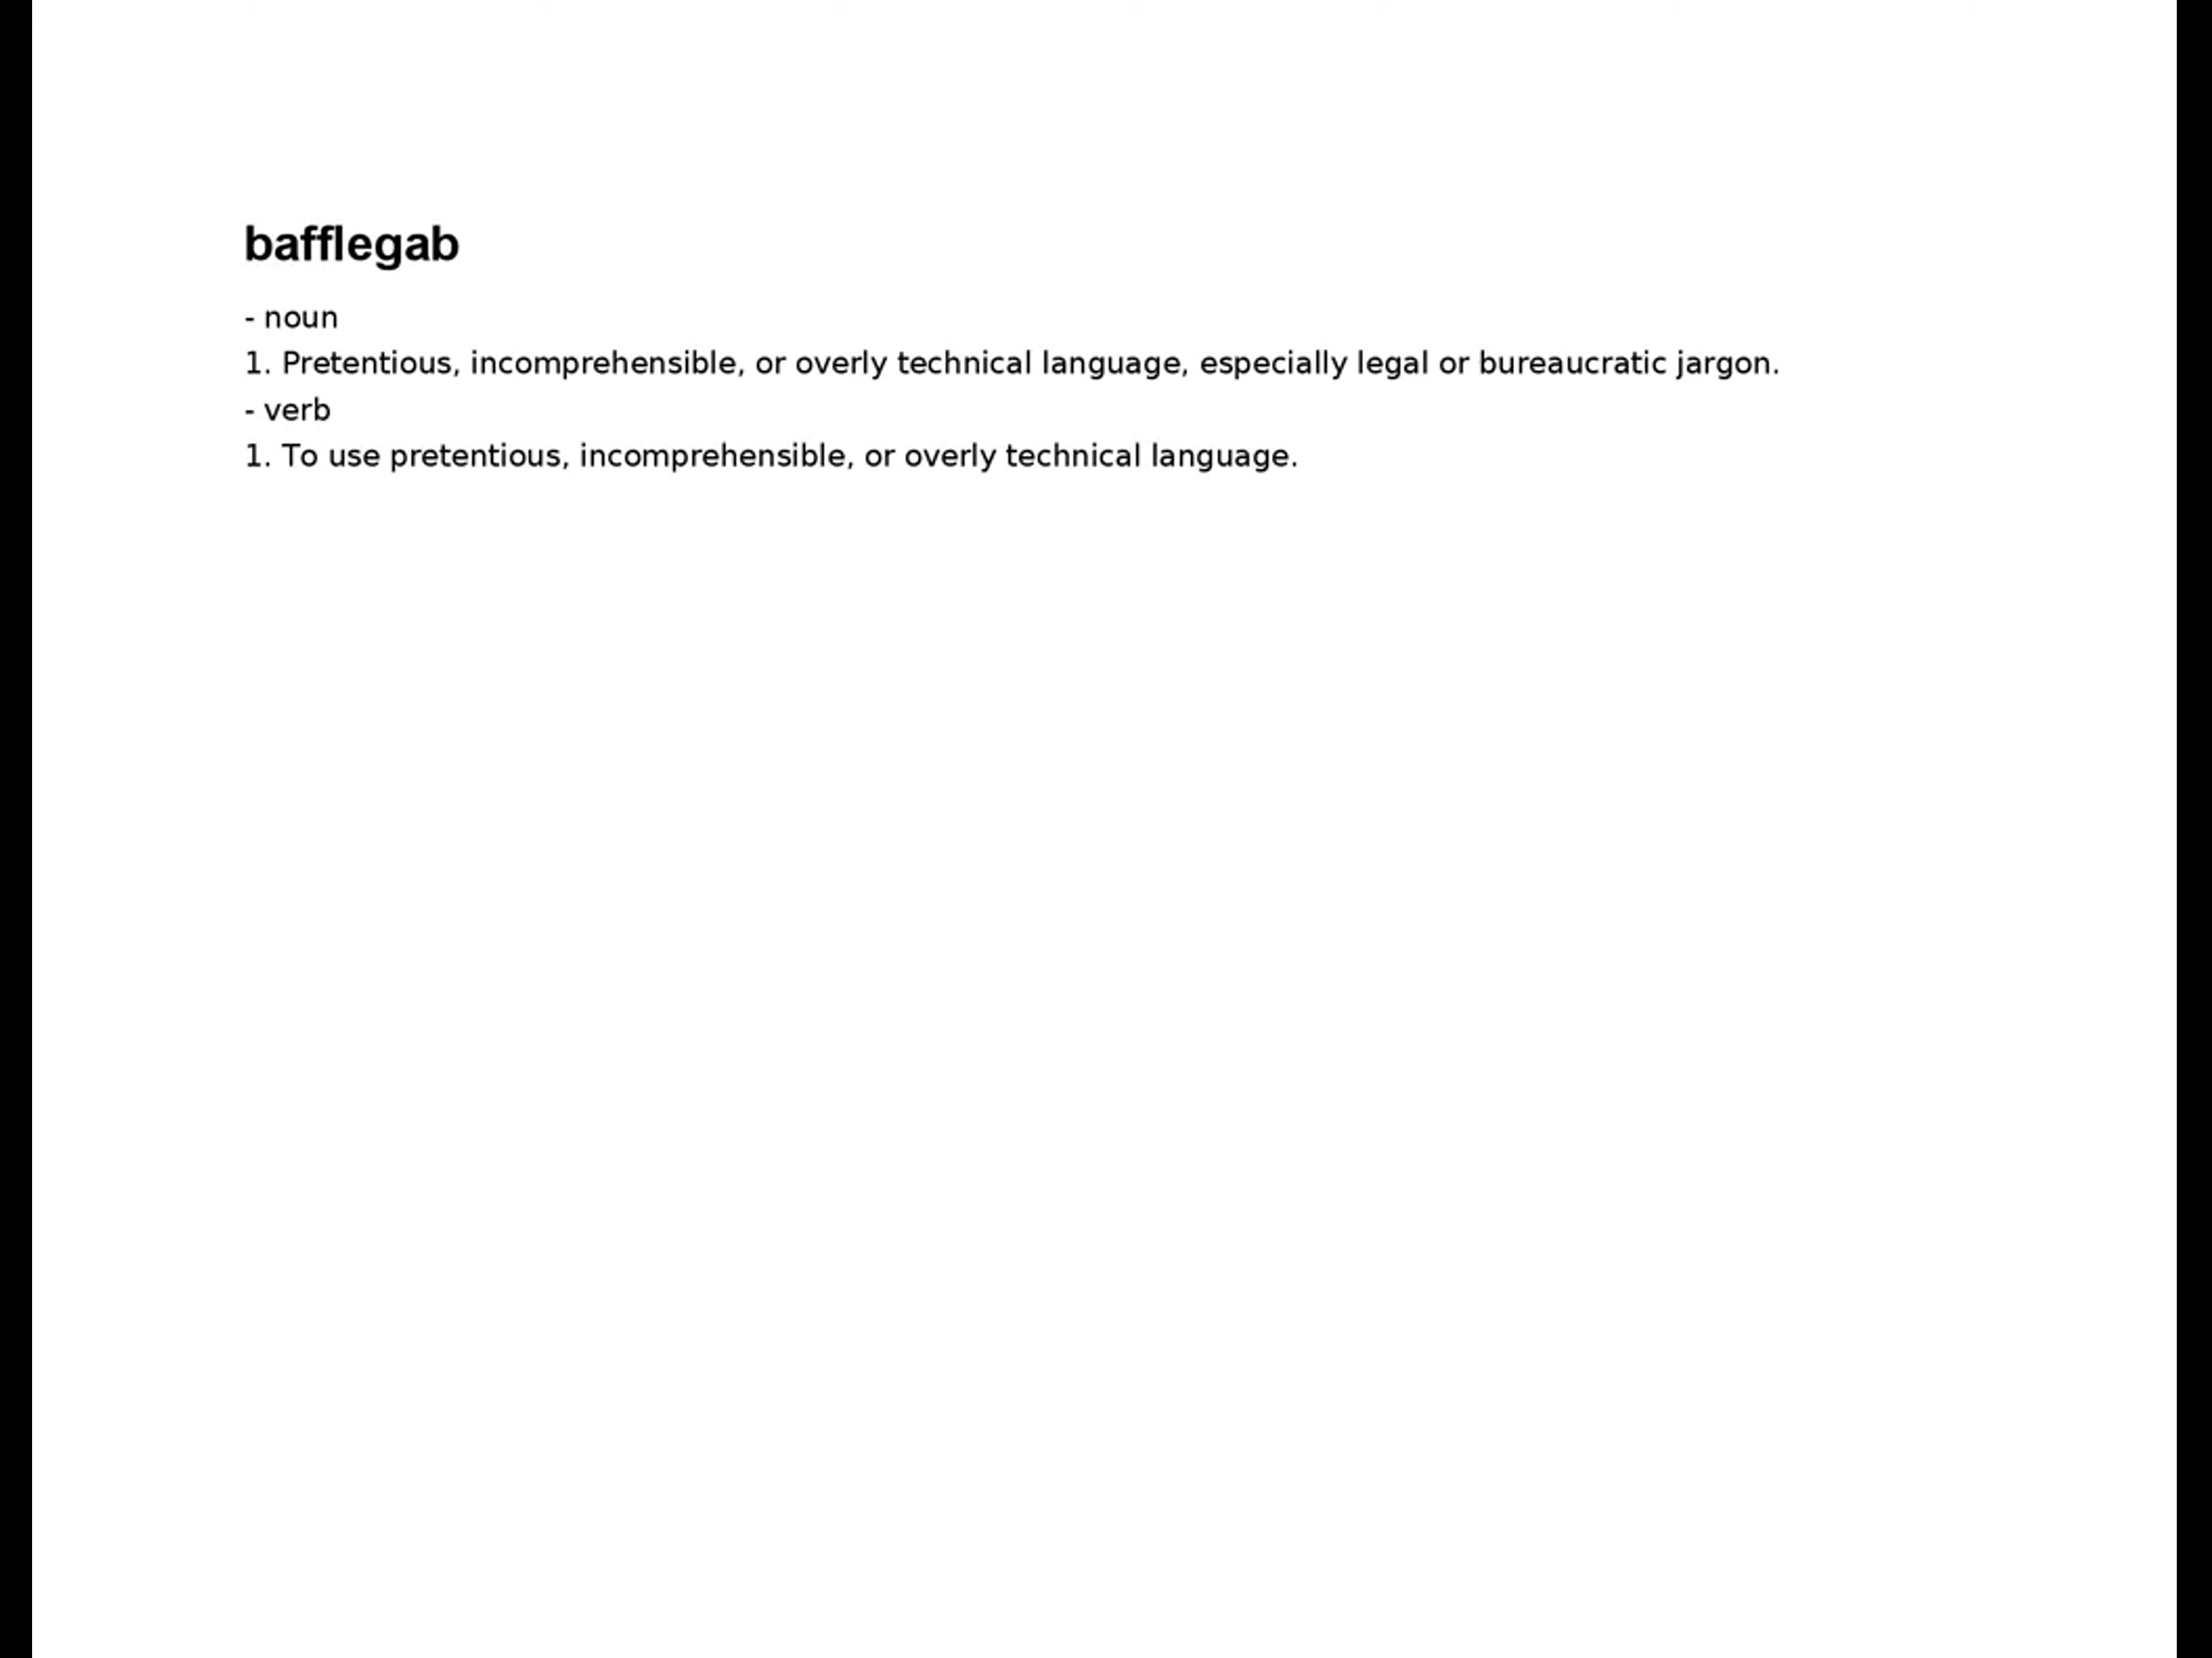 bafflegab
- noun
1. Pretentious, incomprehensible, or overly technical language, especially legal or bureaucratic jargon.
- verb
1. To use pretentious, incomprehensible, or overly technical language.